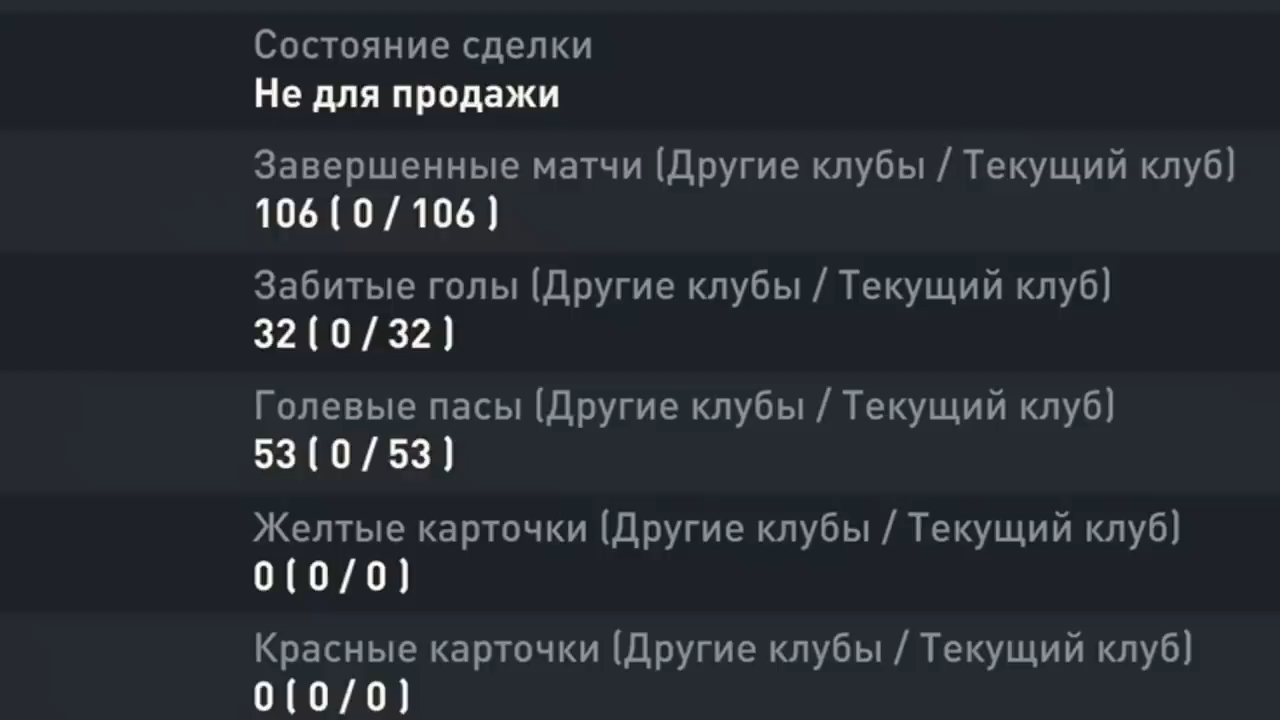 Состояние сделки
Не для продажи
Завершенные матчи (Другие клубы / Текущий клуб)
106 ( 0 / 106 )
Забитые голы (Другие клубы / Текущий клуб)
32 ( 0 / 32 )
Голевые пасы (Другие клубы / Текущий клуб)
53 ( 0 / 53 )
Желтые карточки (Другие клубы / Текущий клуб)
0 ( 0 / 0 )
Красные карточки (Другие клубы / Текущий клуб)
0 ( 0 / 0 )